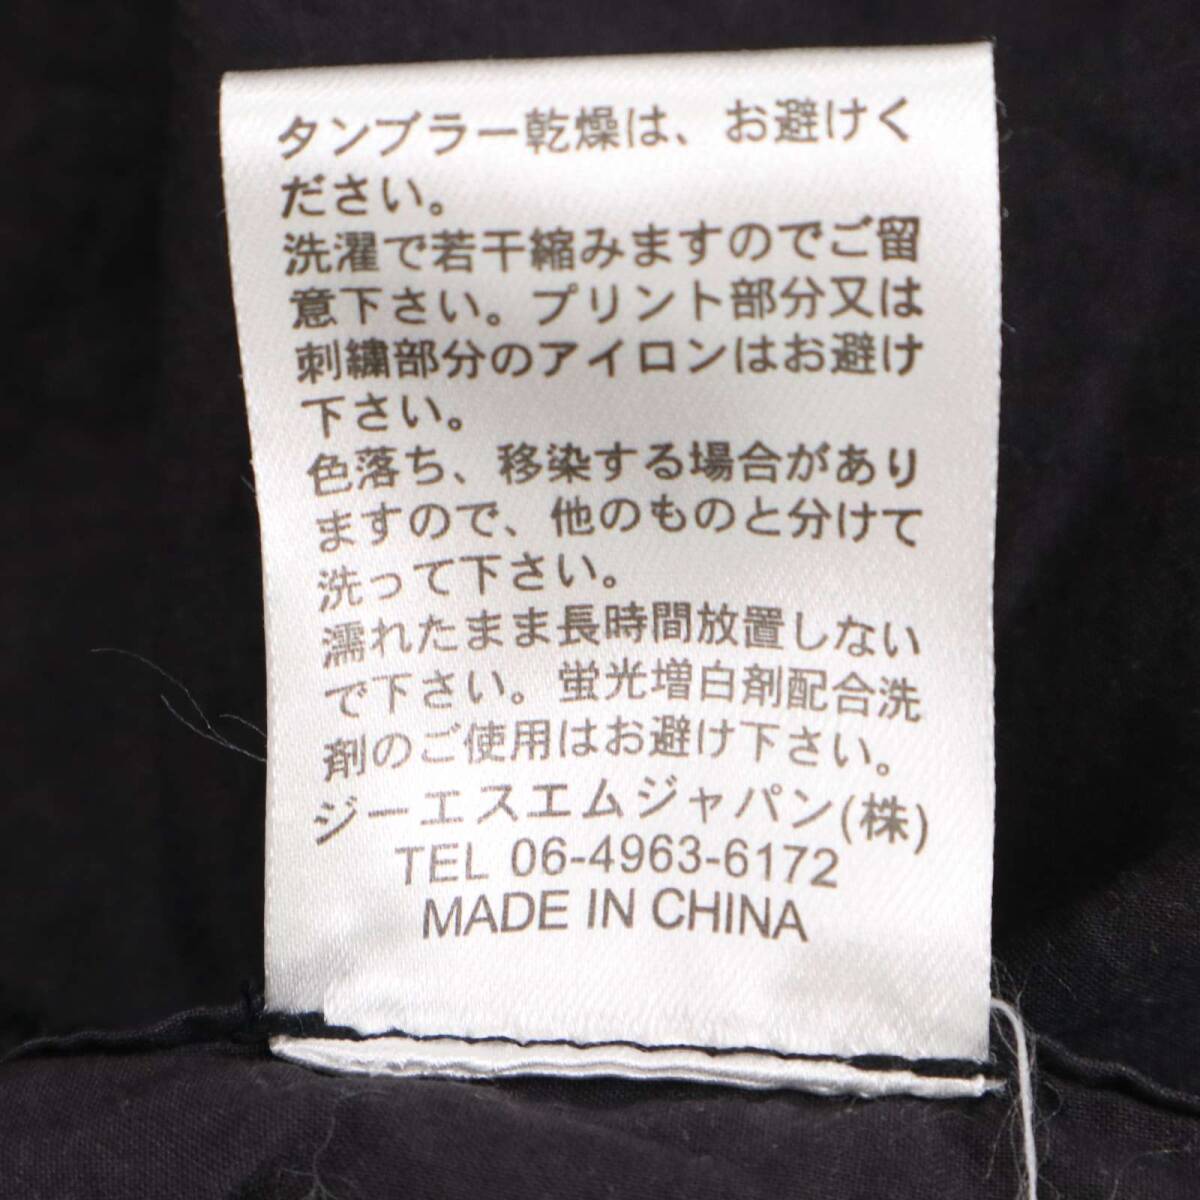 タンブラー乾燥は、お避けく
ださい。
洗濯で若干縮みますのでご留
意下さい。プリント部分又は
刺繍部分のアイロンはお避け
下さい。
色落ち、移染する場合があり
ますので、他のものと分けて
洗って下さい。
濡れたまま長時間放置しない
で下さい。蛍光増白剤配合洗
剤のご使用はお避け下さい。
ジーエスエムジャパン(株)
TEL 06-4963-6172
MADE IN CHINA